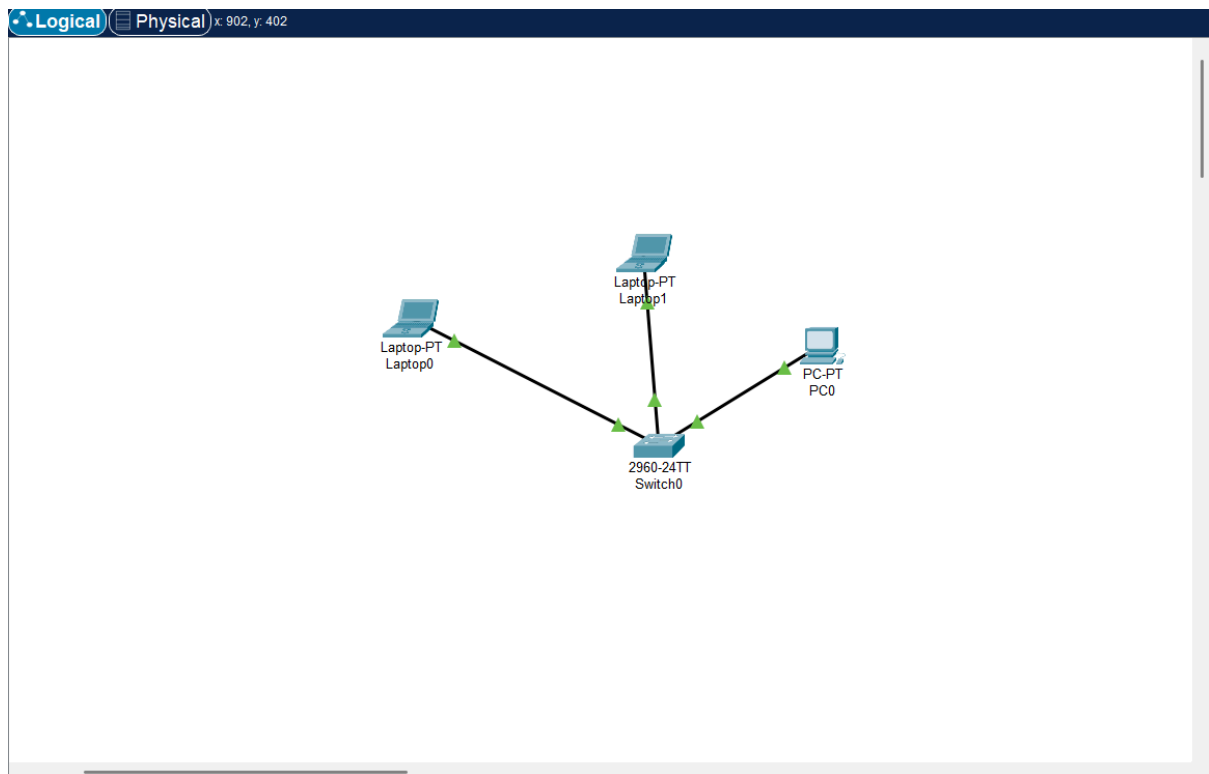 Logical Physical x: 902, y: 402
Laptop-PT
Laptop1
Laptop-PT
Laptop0
PC-PT
PC0
2960-24TT
Switch0